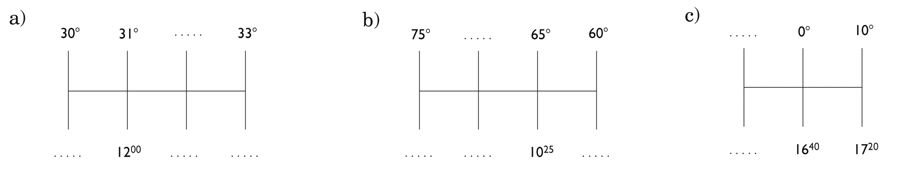 a)
30° 31° ..... 33°
..... 12⁰⁰ ..... .....
b)
75° ..... 65° 60°
..... ..... 10²⁵ .....
c)
..... 0° 10°
..... 16⁴⁰ 17²⁰